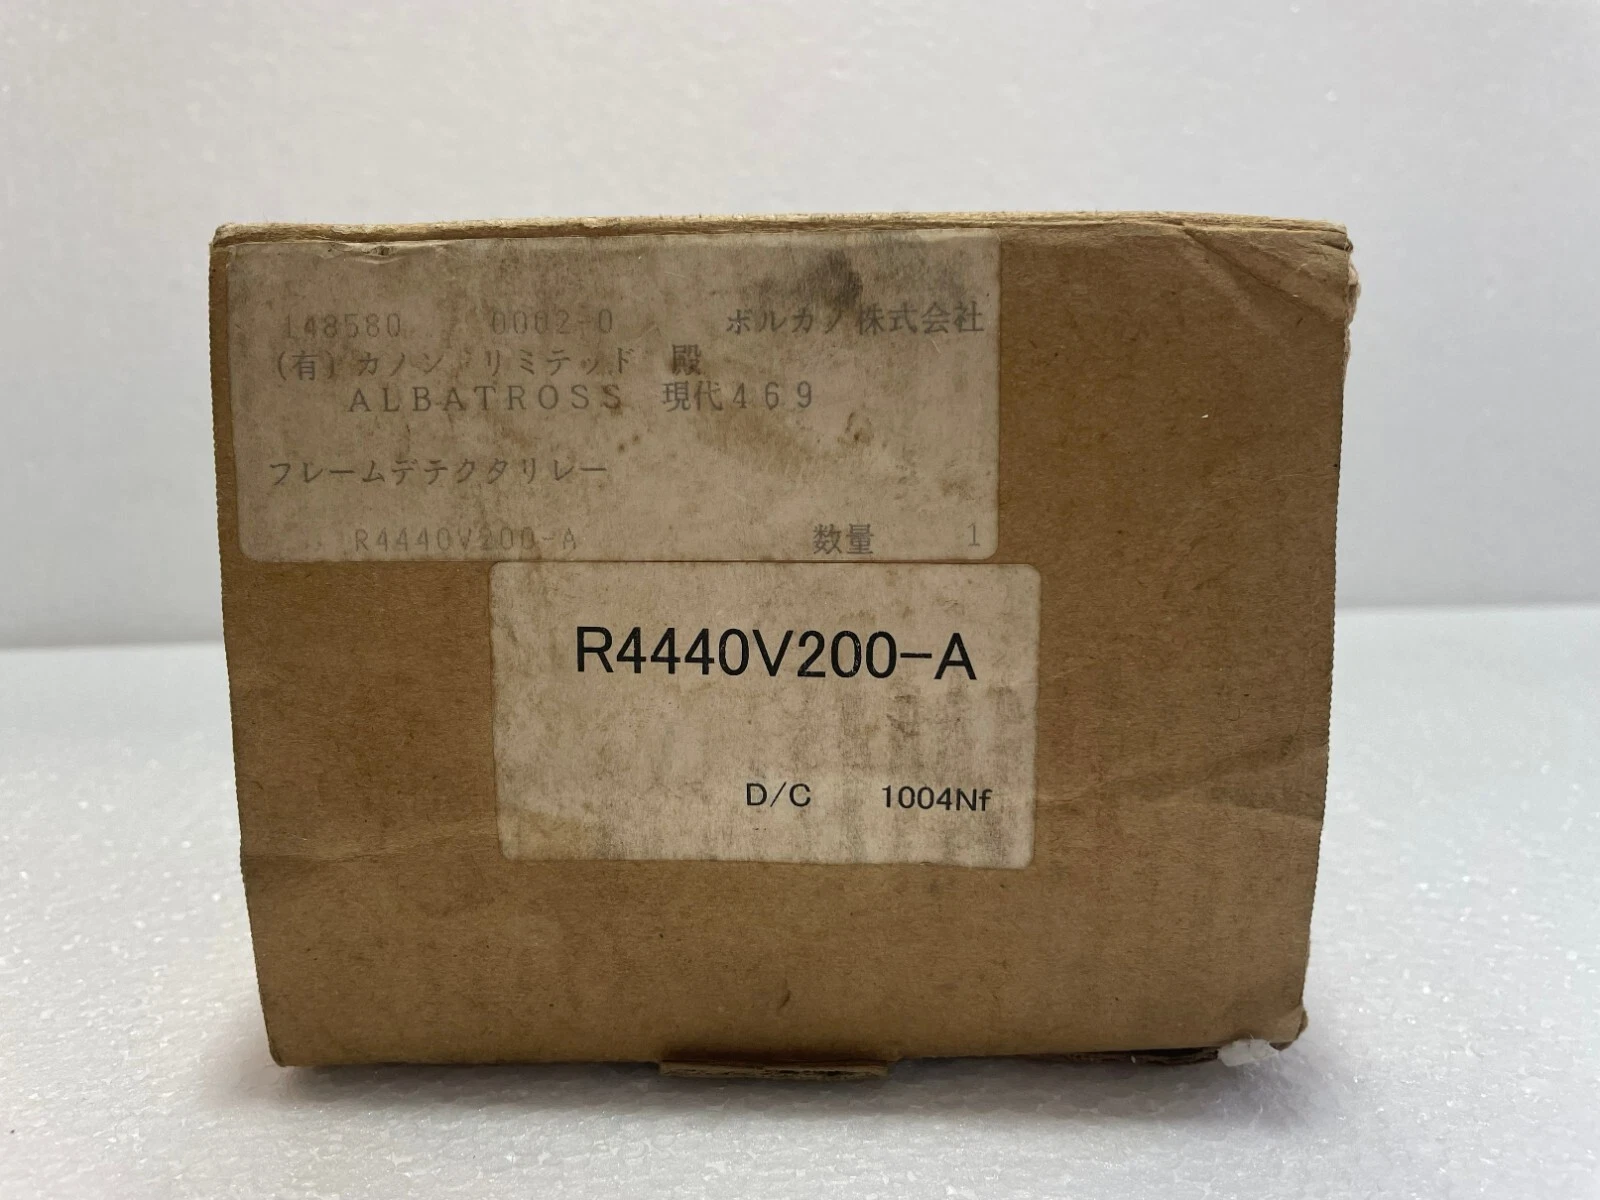 148580 0002-0 ボルカノ株式会社
(有) カノン リミテッド 殿
ALBATROSS 現代469
フレームデテクタリレー
R4440V200-A 数量 1
R4440V200-A
D/C 1004Nf